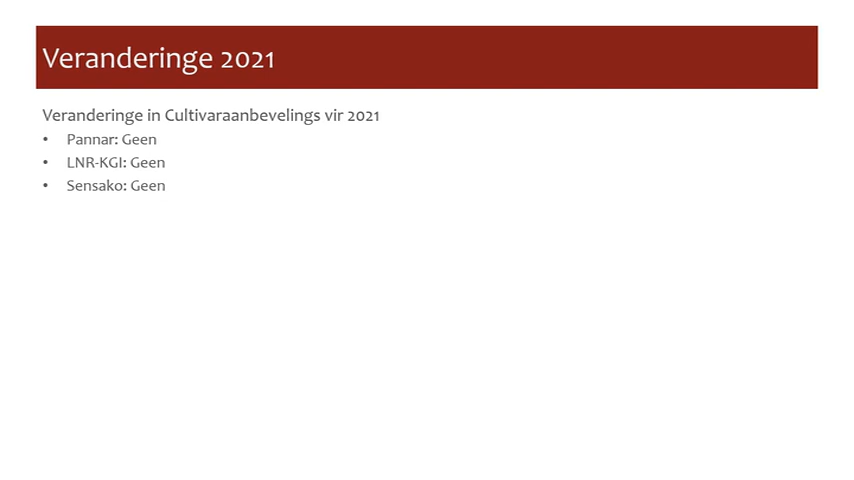 Veranderinge 2021
Veranderinge in Cultivaraanbevelings vir 2021
• Pannar: Geen
• LNR-KGI: Geen
• Sensako: Geen